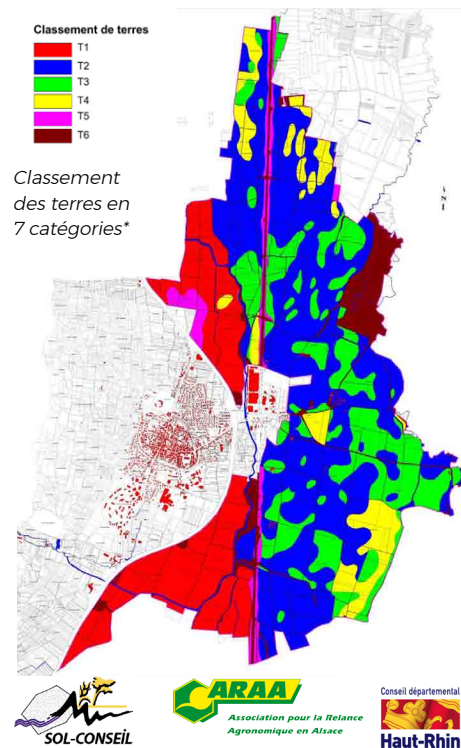 Classement de terres
T1
T2
T3
T4
T5
T6
Classement
des terres en
7 catégories*
SOL-CONSEIL
ARAA
Association pour la Relance
Agronomique en Alsace
Conseil départemental
Haut-Rhin